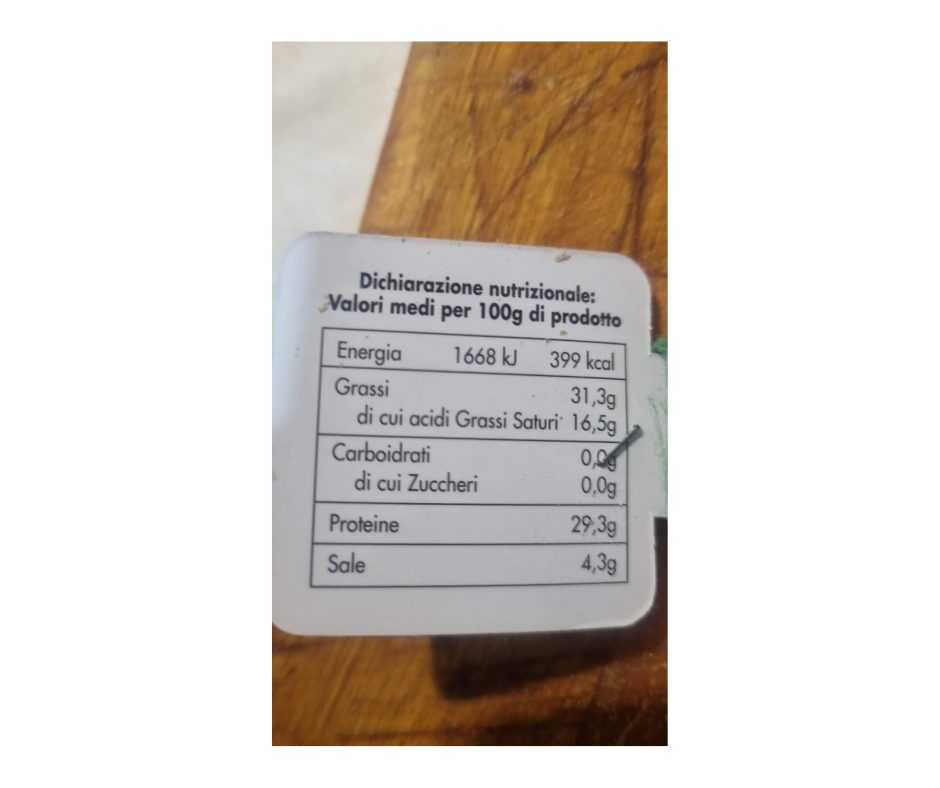 Dichiarazione nutrizionale:
Valori medi per 100g di prodotto
Energia 1668 kJ 399 kcal
Grassi 31,3g
di cui acidi Grassi Saturi 16,5g
Carboidrati 0,0g
di cui Zuccheri 0,0g
Proteine 29,3g
Sale 4,3g